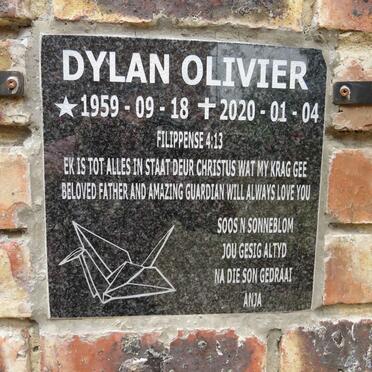 DYLAN OLIVIER
★ 1959 - 09 - 18 ✝ 2020 - 01 - 04
FILIPPENSE 4:13
EK IS TOT ALLES IN STAAT DEUR CHRISTUS WAT MY KRAG GEE
BELOVED FATHER AND AMAZING GUARDIAN WILL ALWAYS LOVE YOU
SOOS N SONNEBLOM
JOU GESIG ALTYD
NA DIE SON GEDRAAI
ANJA